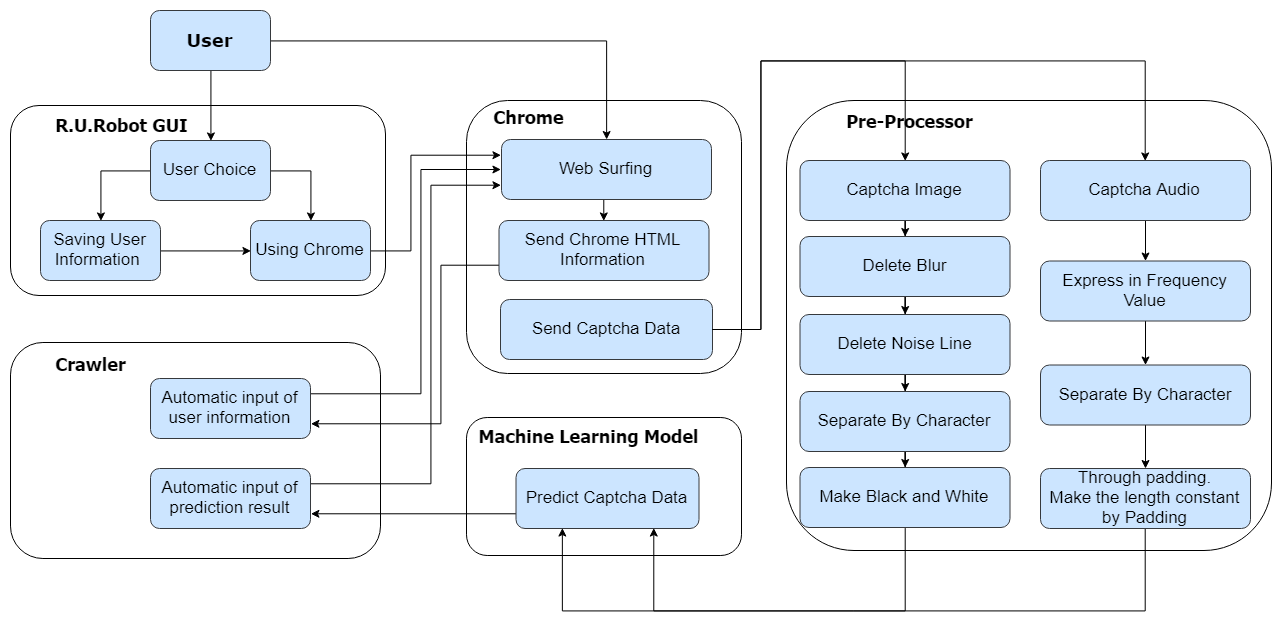 User
R.U.Robot GUI
User Choice
Saving User
Information
Using Chrome
Chrome
Web Surfing
Send Chrome HTML
Information
Send Captcha Data
Pre-Processor
Captcha Image
Delete Blur
Delete Noise Line
Separate By Character
Make Black and White
Captcha Audio
Express in Frequency
Value
Separate By Character
Through padding.
Make the length constant
by Padding
Crawler
Automatic input of
user information
Automatic input of
prediction result
Machine Learning Model
Predict Captcha Data